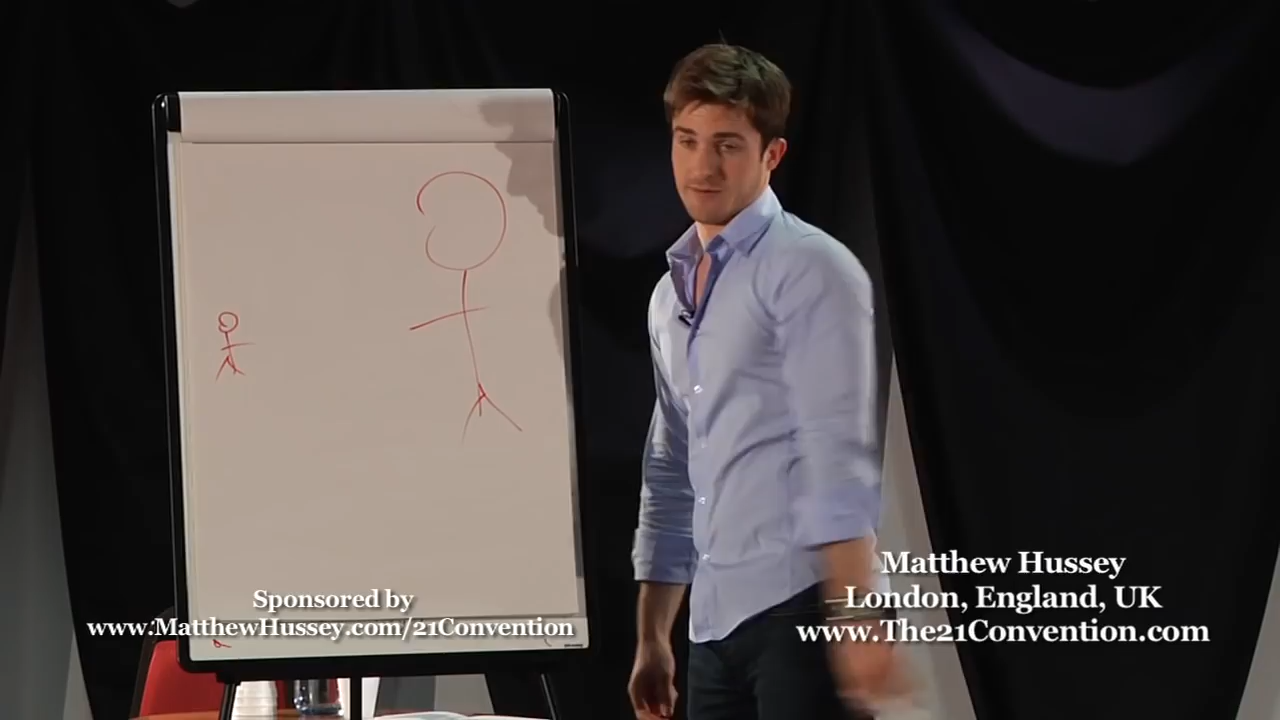 Sponsored by
www.MatthewHussey.com/21Convention
Matthew Hussey
London, England, UK
www.The21Convention.com